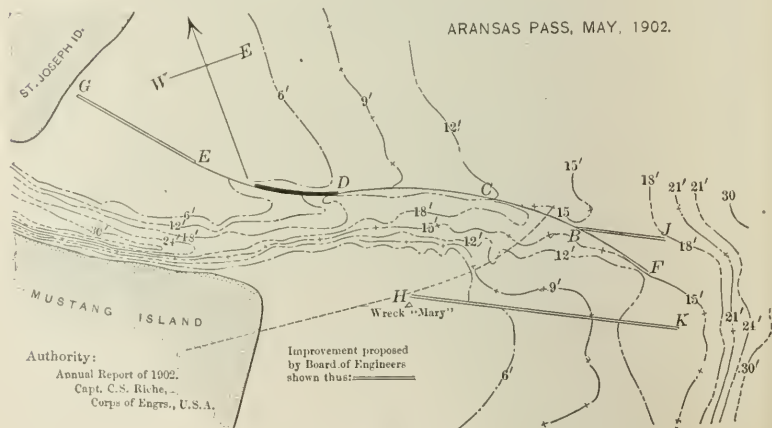 ARANSAS PASS, MAY, 1902.
ST. JOSEPH ID.
G
W
E
6'
9'
12'
E
D
C
15'
18'
21'
21'
30
6'
12'
21'
18'
18'
15'
12'
15
B
12
J
18'
F
15'
9'
H
Wreck "Mary"
K
21'
24'
30'
6'
MUSTANG ISLAND
Authority:
Annual Report of 1902.
Capt. C.S. Riche,
Corps of Engrs., U.S.A.
Improvement proposed
by Board of Engineers
shown thus: